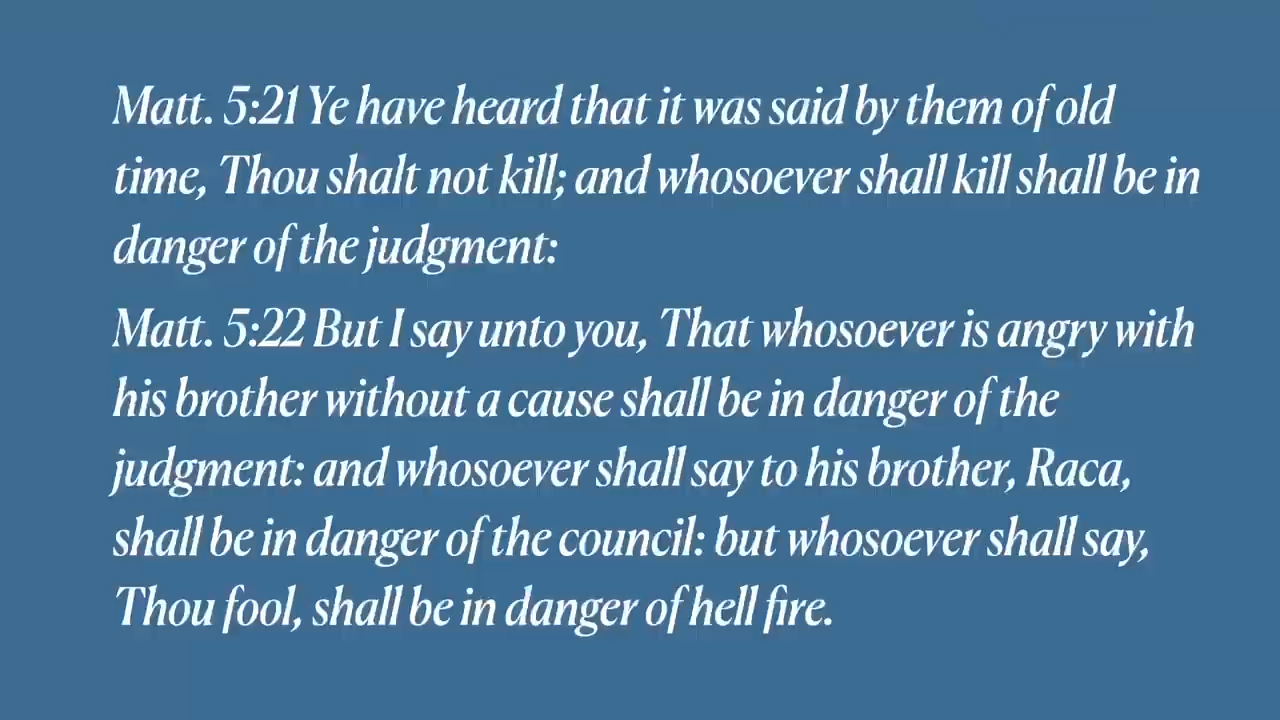 Matt. 5:21 Ye have heard that it was said by them of old
time, Thou shalt not kill; and whosoever shall kill shall be in
danger of the judgment:
Matt. 5:22 But I say unto you, That whosoever is angry with
his brother without a cause shall be in danger of the
judgment: and whosoever shall say to his brother, Raca,
shall be in danger of the council: but whosoever shall say,
Thou fool, shall be in danger of hell fire.